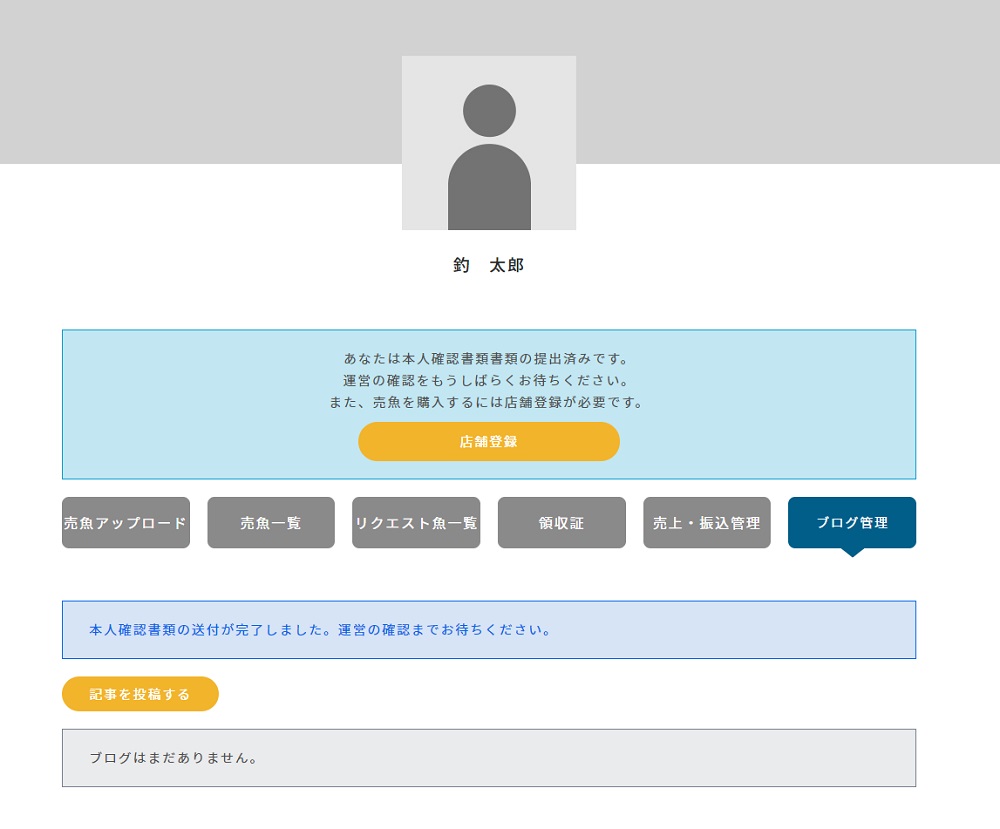 釣　太郎
あなたは本人確認書類書類の提出済みです。
運営の確認をもうしばらくお待ちください。
また、売魚を購入するには店舗登録が必要です。
店舗登録
売魚アップロード
売魚一覧
リクエスト魚一覧
領収証
売上・振込管理
ブログ管理
本人確認書類の送付が完了しました。運営の確認までお待ちください。
記事を投稿する
ブログはまだありません。